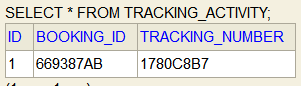 SELECT * FROM TRACKING_ACTIVITY;
ID BOOKING_ID TRACKING_NUMBER
1 669387AB 1780C8B7